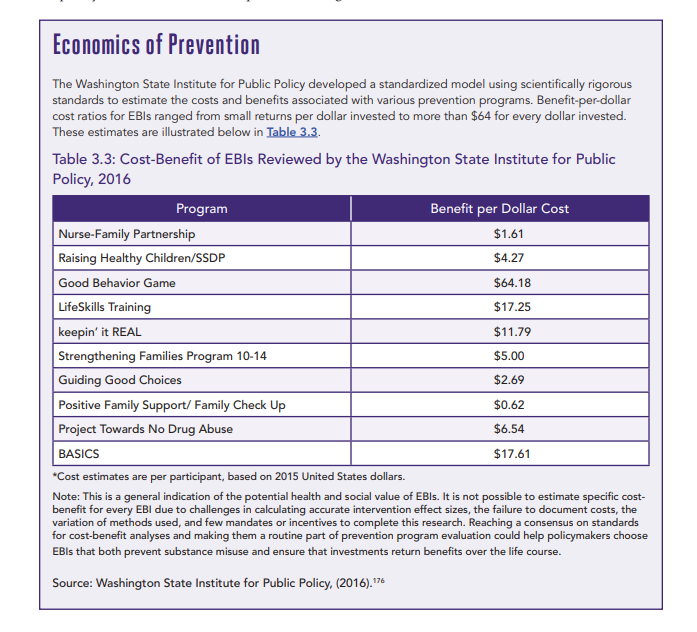 Economics of Prevention
The Washington State Institute for Public Policy developed a standardized model using scientifically rigorous
standards to estimate the costs and benefits associated with various prevention programs. Benefit-per-dollar
cost ratios for EBIs ranged from small returns per dollar invested to more than $64 for every dollar invested.
These estimates are illustrated below in Table 3.3.
Table 3.3: Cost-Benefit of EBIs Reviewed by the Washington State Institute for Public
Policy, 2016
Program Benefit per Dollar Cost
Nurse-Family Partnership $1.61
Raising Healthy Children/SSDP $4.27
Good Behavior Game $64.18
LifeSkills Training $17.25
keepin’ it REAL $11.79
Strengthening Families Program 10-14 $5.00
Guiding Good Choices $2.69
Positive Family Support/ Family Check Up $0.62
Project Towards No Drug Abuse $6.54
BASICS $17.61
*Cost estimates are per participant, based on 2015 United States dollars.
Note: This is a general indication of the potential health and social value of EBIs. It is not possible to estimate specific cost-
benefit for every EBI due to challenges in calculating accurate intervention effect sizes, the failure to document costs, the
variation of methods used, and few mandates or incentives to complete this research. Reaching a consensus on standards
for cost-benefit analyses and making them a routine part of prevention program evaluation could help policymakers choose
EBIs that both prevent substance misuse and ensure that investments return benefits over the life course.
Source: Washington State Institute for Public Policy, (2016).176